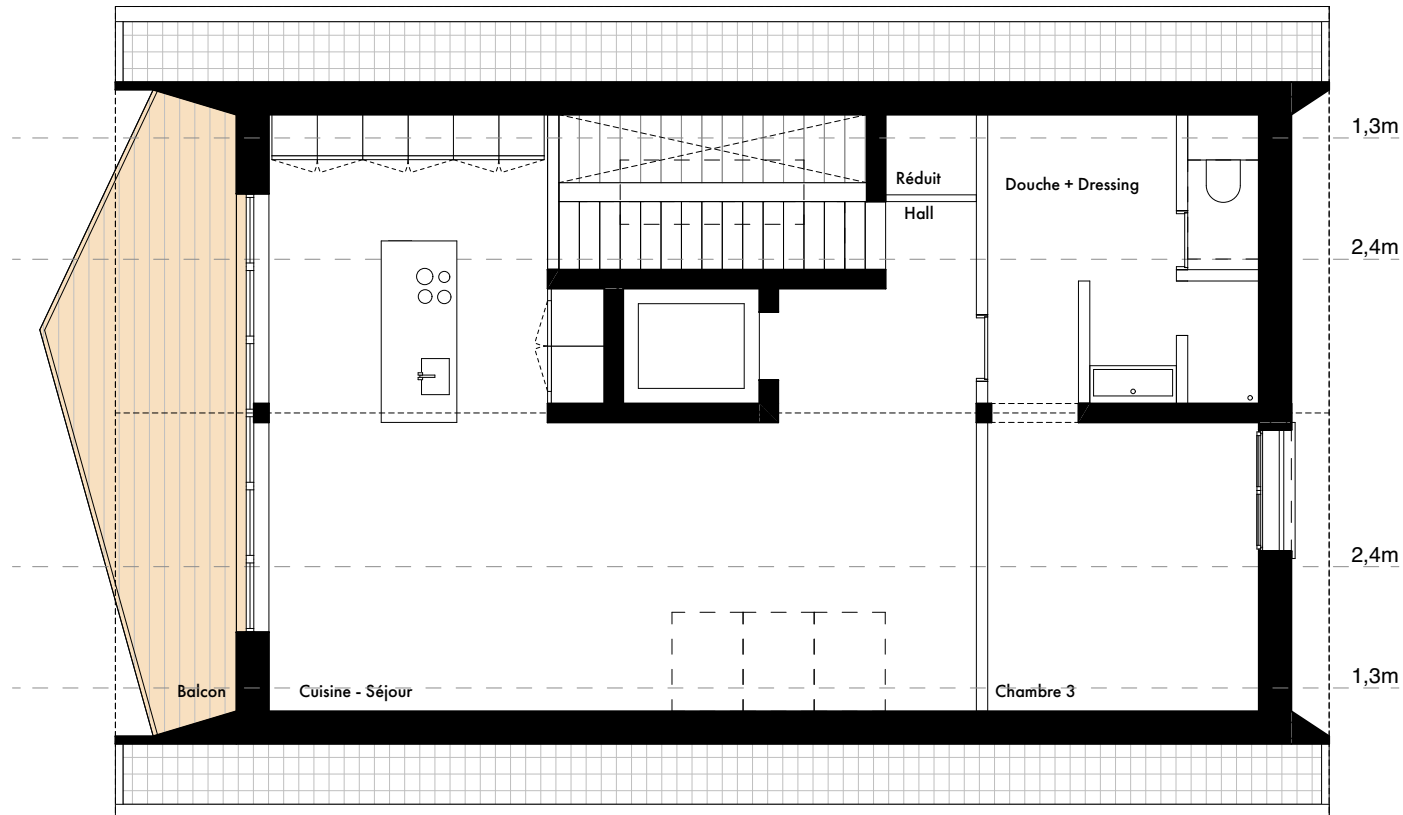 1,3m
Réduit
Douche + Dressing
Hall
2,4m
2,4m
1,3m
Balcon
Cuisine - Séjour
Chambre 3